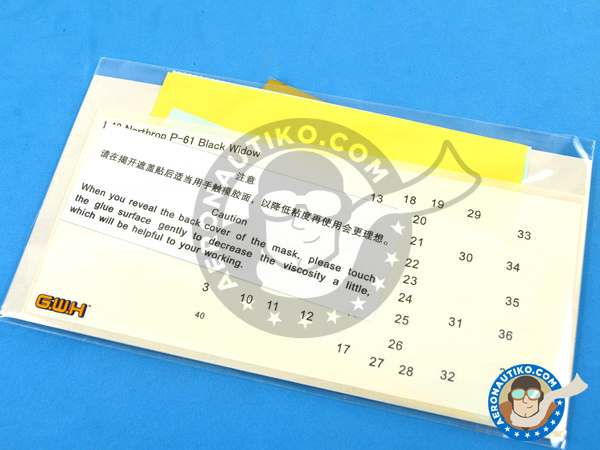 1:48 Northrop P-61 Black Widow
注意
请在揭开遮盖贴后适当用手触摸胶面，以降低粘度再使用会更理想。
Caution
When you reveal the back cover of the mask, please touch
the glue surface gently to decrease the viscosity a little,
which will be helpful to your working.
13 18 19 29
20
33
21
30 34
22
23
3
24
35
10 11 12
25 31 36
40
26
17 27 28 32
G.W.H
AERONAUTIKO.COM
AERONAUTIKO.COM